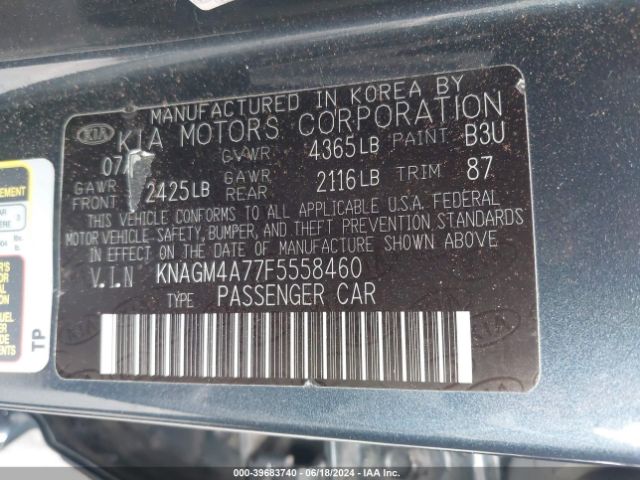 MANUFACTURED IN KOREA BY
KIA KIA MOTORS CORPORATION
07/ GVWR 4365LB PAINT B3U
GAWR FRONT 2425LB GAWR REAR 2116LB TRIM 87
THIS VEHICLE CONFORMS TO ALL APPLICABLE U.S.A. FEDERAL
MOTOR VEHICLE SAFETY, BUMPER, AND THEFT PREVENTION STANDARDS
IN EFFECT ON THE DATE OF MANUFACTURE SHOWN ABOVE.
V.I.N KNAGM4A77F5558460
TYPE PASSENGER CAR
TP
000-39683740 - 06/18/2024 - IAA Inc.